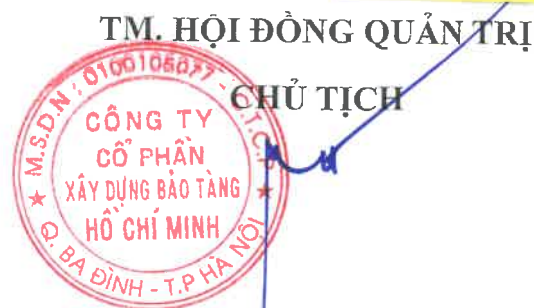 TM. HỘI ĐỒNG QUẢN TRỊ
CHỦ TỊCH
M.S.D.N: 0100105077 - C.T.C.P
CÔNG TY
CỔ PHẦN
XÂY DỰNG BẢO TÀNG
HỒ CHÍ MINH
Q. BA ĐÌNH - T.P HÀ NỘI